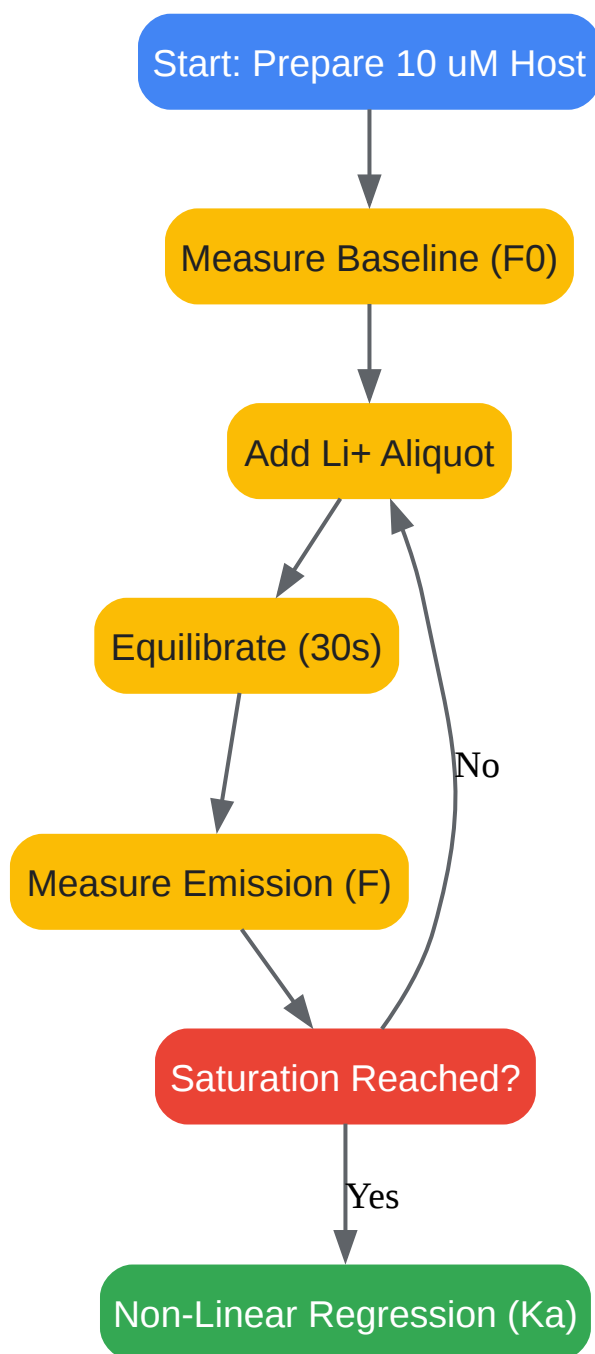 Start: Prepare 10 uM Host
Measure Baseline (F0)
Add Li+ Aliquot
Equilibrate (30s)
No
Measure Emission (F)
Saturation Reached?
Yes
Non-Linear Regression (Ka)